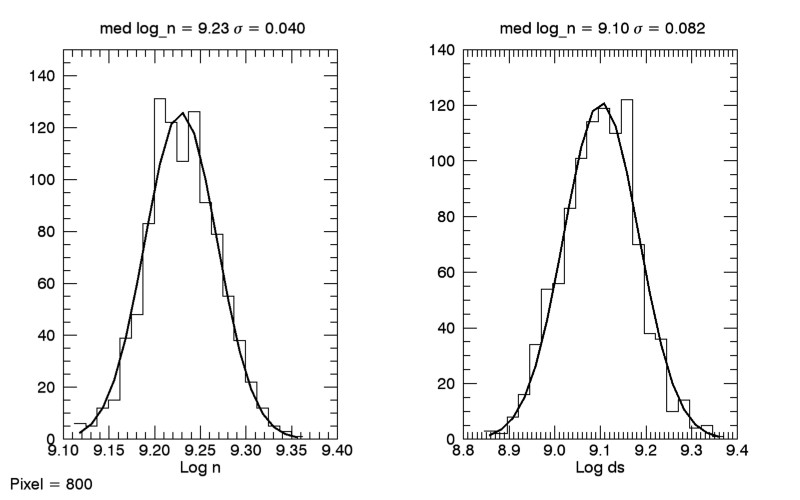 med log_n = 9.23 σ = 0.040
140
120
100
80
60
40
20
0
9.10 9.15 9.20 9.25 9.30 9.35 9.40
Log n
med log_n = 9.10 σ = 0.082
140
120
100
80
60
40
20
0
8.8 8.9 9.0 9.1 9.2 9.3 9.4
Log ds
Pixel = 800